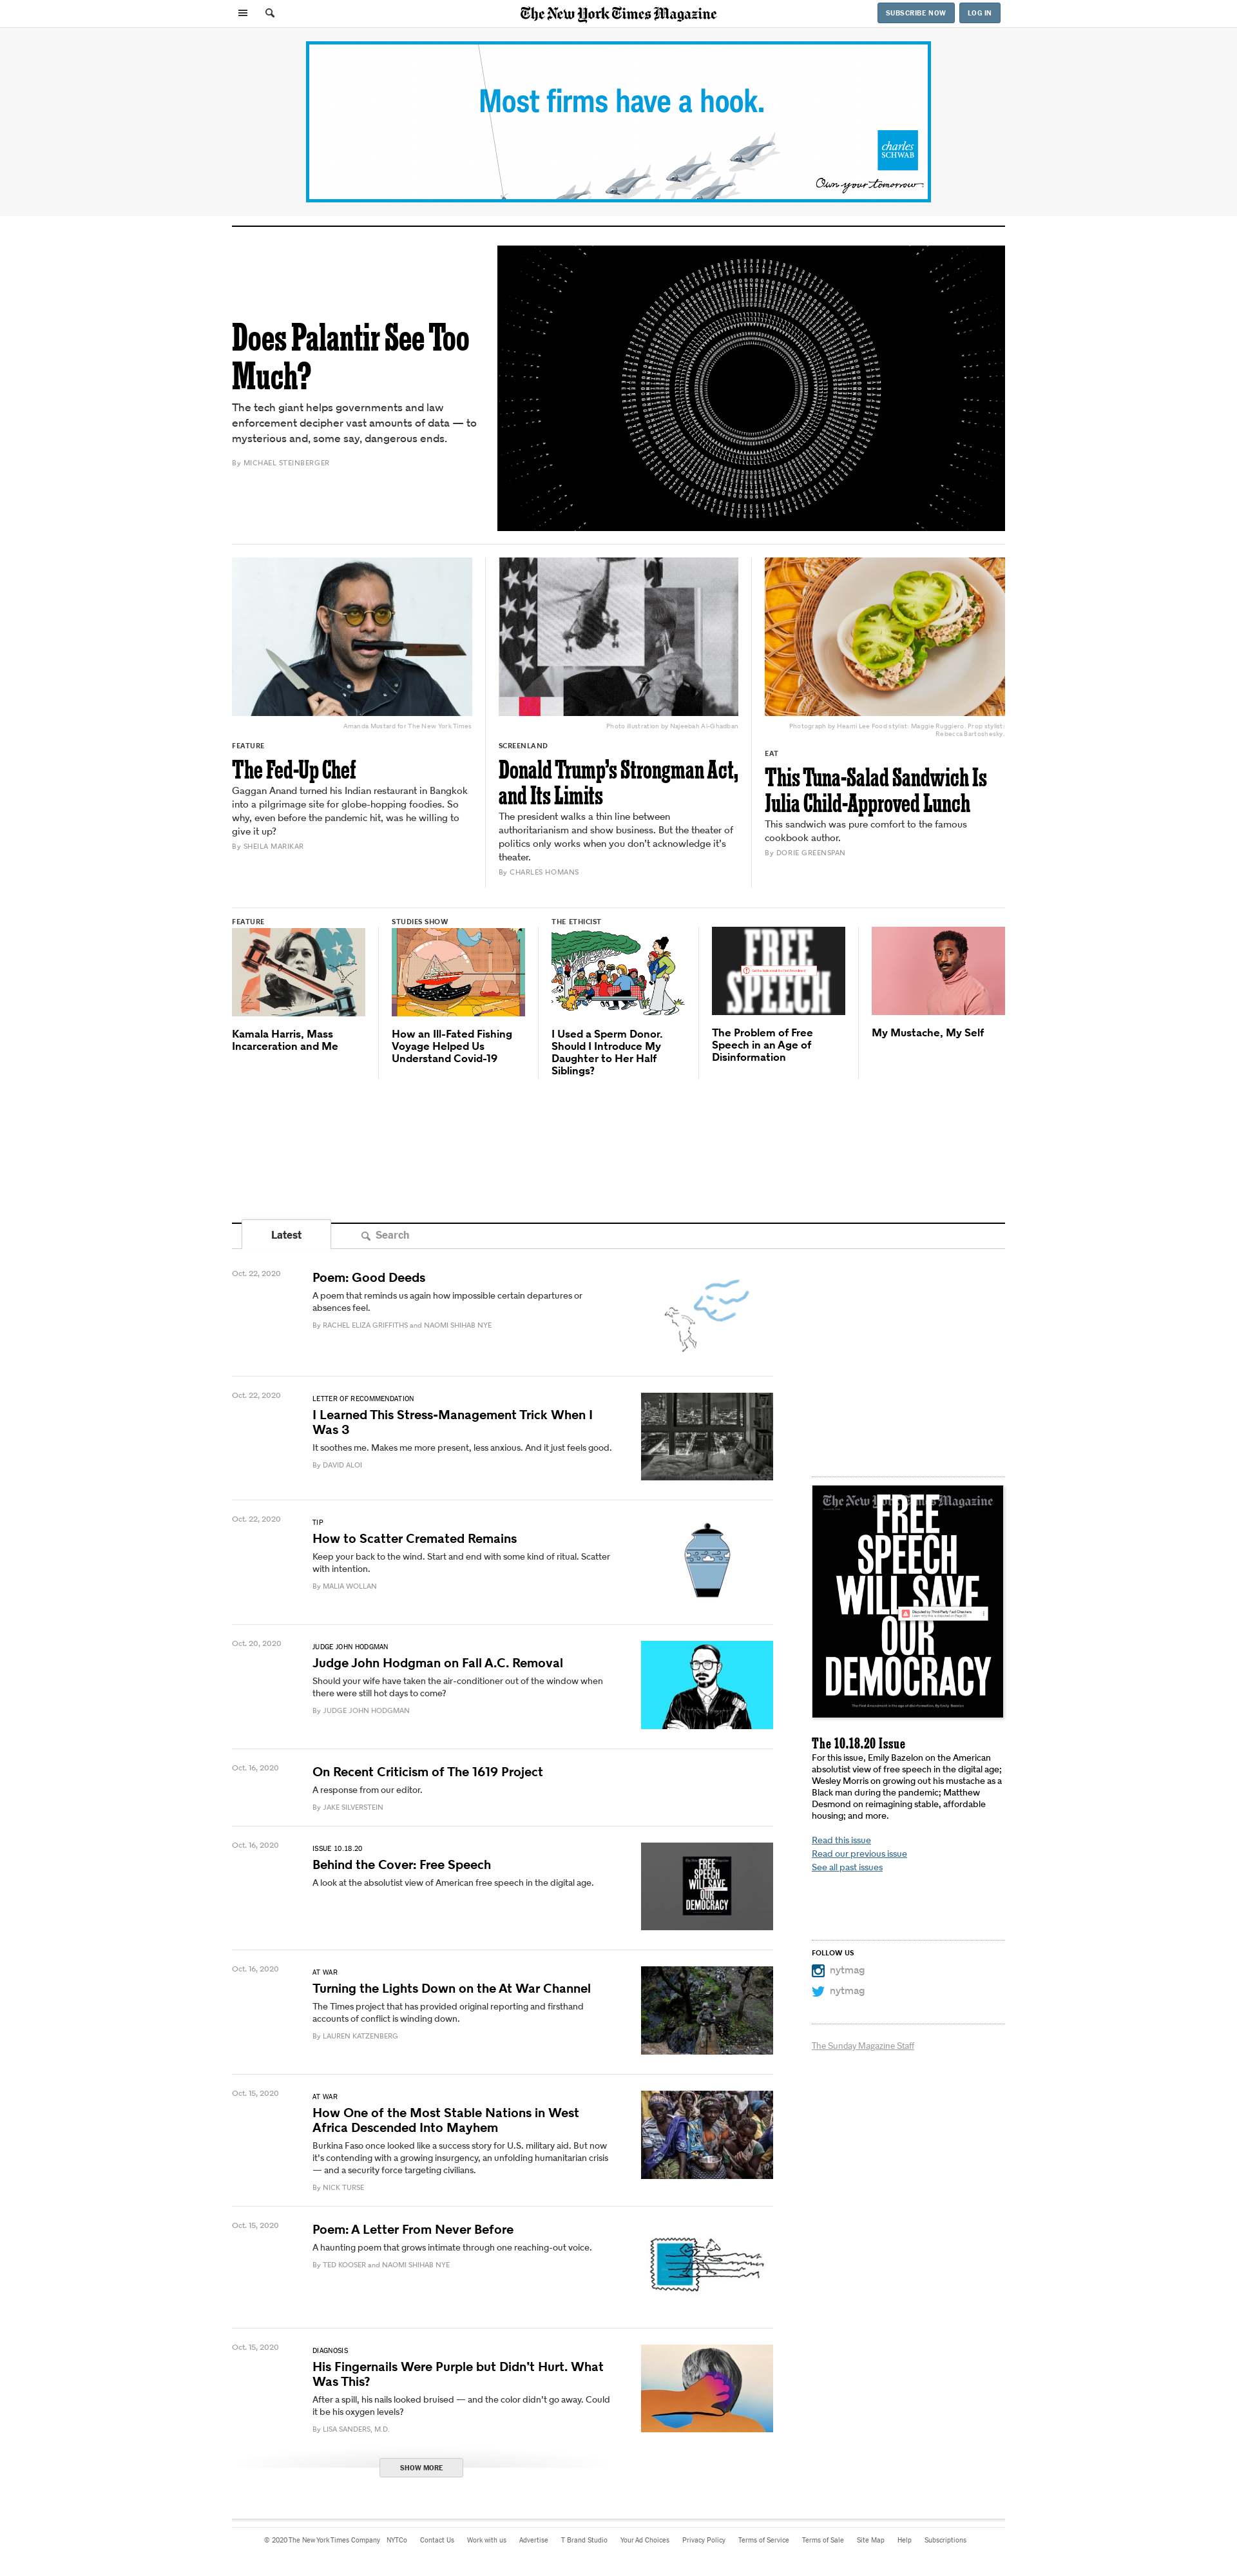 The New York Times Magazine
SUBSCRIBE NOW
LOG IN
Most firms have a hook.
charles
SCHWAB
Own your tomorrow
Does Palantir See Too
Much?
The tech giant helps governments and law
enforcement decipher vast amounts of data — to
mysterious and, some say, dangerous ends.
By MICHAEL STEINBERGER
Amanda Mustard for The New York Times
FEATURE
The Fed-Up Chef
Gaggan Anand turned his Indian restaurant in Bangkok
into a pilgrimage site for globe-hopping foodies. So
why, even before the pandemic hit, was he willing to
give it up?
By SHEILA MARIKAR
Photo illustration by Najeebah Al-Ghadban
SCREENLAND
Donald Trump's Strongman Act,
and Its Limits
The president walks a thin line between
authoritarianism and show business. But the theater of
politics only works when you don't acknowledge it's
theater.
By CHARLES HOMANS
Photograph by Heami Lee Food stylist: Maggie Ruggiero. Prop stylist:
Rebecca Bartoshesky.
EAT
This Tuna-Salad Sandwich Is
Julia Child-Approved Lunch
This sandwich was pure comfort to the famous
cookbook author.
By DORIE GREENSPAN
FEATURE
Kamala Harris, Mass
Incarceration and Me
STUDIES SHOW
How an Ill-Fated Fishing
Voyage Helped Us
Understand Covid-19
THE ETHICIST
I Used a Sperm Donor.
Should I Introduce My
Daughter to Her Half
Siblings?
FREE
SPEECH
The Problem of Free
Speech in an Age of
Disinformation
My Mustache, My Self
Latest
Search
Oct. 22, 2020
Poem: Good Deeds
A poem that reminds us again how impossible certain departures or
absences feel.
By RACHEL ELIZA GRIFFITHS and NAOMI SHIHAB NYE
Oct. 22, 2020
LETTER OF RECOMMENDATION
I Learned This Stress-Management Trick When I
Was 3
It soothes me. Makes me more present, less anxious. And it just feels good.
By DAVID ALOI
Oct. 22, 2020
TIP
How to Scatter Cremated Remains
Keep your back to the wind. Start and end with some kind of ritual. Scatter
with intention.
By MALIA WOLLAN
Oct. 20, 2020
JUDGE JOHN HODGMAN
Judge John Hodgman on Fall A.C. Removal
Should your wife have taken the air-conditioner out of the window when
there were still hot days to come?
By JUDGE JOHN HODGMAN
Oct. 16, 2020
On Recent Criticism of The 1619 Project
A response from our editor.
By JAKE SILVERSTEIN
Oct. 16, 2020
ISSUE 10.18.20
Behind the Cover: Free Speech
A look at the absolutist view of American free speech in the digital age.
FREE
SPEECH
WILL SAVE
OUR
DEMOCRACY
Oct. 16, 2020
AT WAR
Turning the Lights Down on the At War Channel
The Times project that has provided original reporting and firsthand
accounts of conflict is winding down.
By LAUREN KATZENBERG
Oct. 15, 2020
AT WAR
How One of the Most Stable Nations in West
Africa Descended Into Mayhem
Burkina Faso once looked like a success story for U.S. military aid. But now
it's contending with a growing insurgency, an unfolding humanitarian crisis
— and a security force targeting civilians.
By NICK TURSE
Oct. 15, 2020
Poem: A Letter From Never Before
A haunting poem that grows intimate through one reaching-out voice.
By TED KOOSER and NAOMI SHIHAB NYE
Oct. 15, 2020
DIAGNOSIS
His Fingernails Were Purple but Didn't Hurt. What
Was This?
After a spill, his nails looked bruised — and the color didn't go away. Could
it be his oxygen levels?
By LISA SANDERS, M.D.
SHOW MORE
The New York Times Magazine
FREE
SPEECH
WILL SAVE
OUR
DEMOCRACY
Disputed by Third Party Fact Checkers
The First Amendment in the age of disinformation. By Emily Bazelon
The 10.18.20 Issue
For this issue, Emily Bazelon on the American
absolutist view of free speech in the digital age;
Wesley Morris on growing out his mustache as a
Black man during the pandemic; Matthew
Desmond on reimagining stable, affordable
housing; and more.
Read this issue
Read our previous issue
See all past issues
FOLLOW US
nytmag
nytmag
The Sunday Magazine Staff
© 2020 The New York Times Company NYTCo Contact Us Work with us Advertise T Brand Studio Your Ad Choices Privacy Policy Terms of Service Terms of Sale Site Map Help Subscriptions